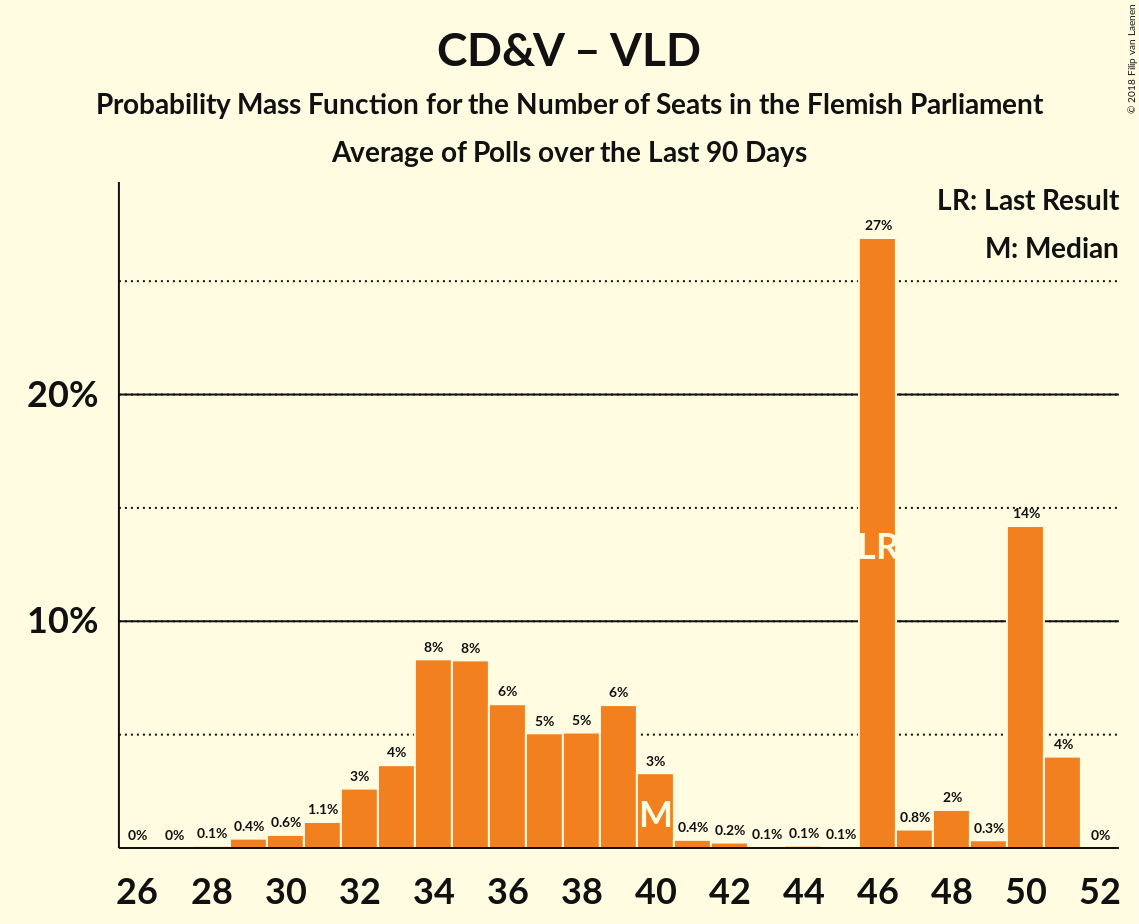 CD&V – VLD
Probability Mass Function for the Number of Seats in the Flemish Parliament
Average of Polls over the Last 90 Days
© 2018 Filip van Laenen
LR: Last Result
M: Median
20%
10%
0% 0% 0.1% 0.4% 0.6% 1.1% 3% 4% 8% 8% 6% 5% 5% 6% 3% 0.4% 0.2% 0.1% 0.1% 0.1% 27% 0.8% 2% 0.3% 14% 4% 0%
LR
M
26 28 30 32 34 36 38 40 42 44 46 48 50 52